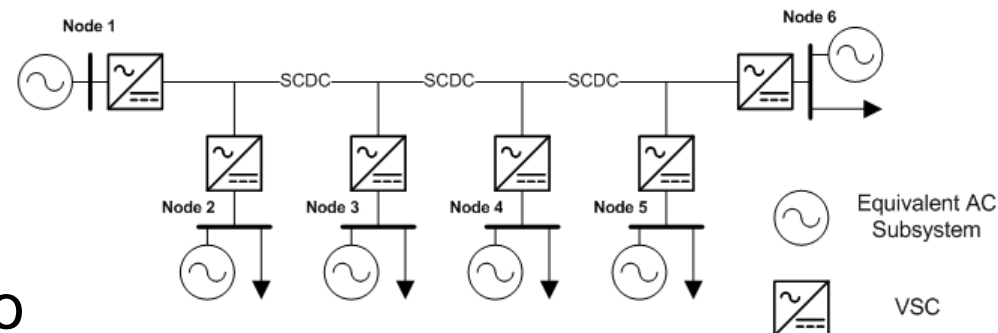 Node 1
Node 6
SCDC SCDC SCDC
Node 2 Node 3 Node 4 Node 5
Equivalent AC
Subsystem
VSC